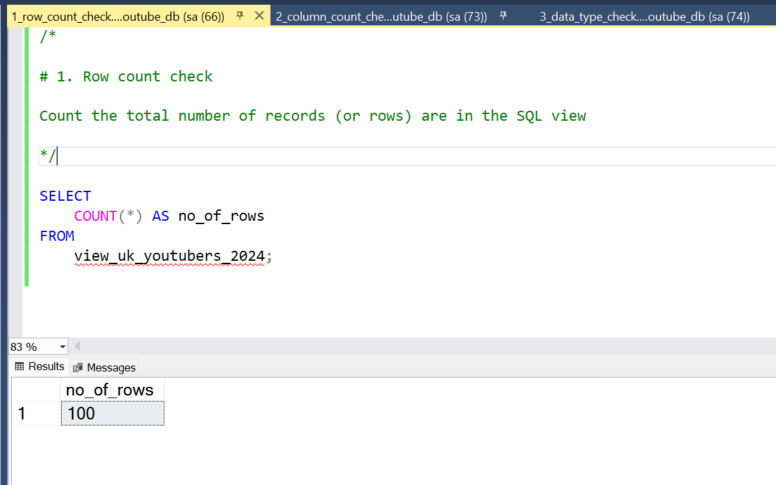 1_row_count_check....outube_db (sa (66)) 2_column_count_che...utube_db (sa (73)) 3_data_type_check....outube_db (sa (74))
/*
# 1. Row count check
Count the total number of records (or rows) are in the SQL view
*/
SELECT
COUNT(*) AS no_of_rows
FROM
view_uk_youtubers_2024;
83 %
Results Messages
no_of_rows
1 100